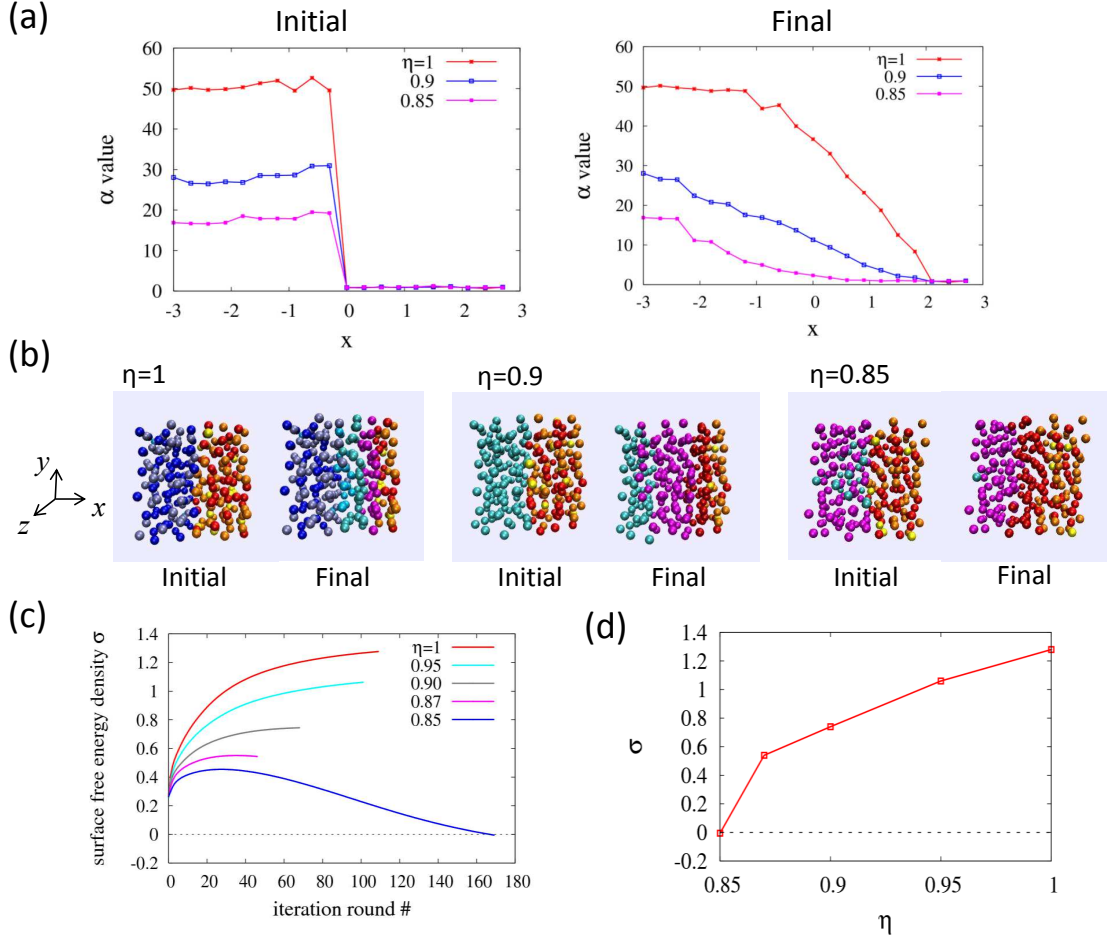 (a)
Initial
Final
60
50
40
30
20
10
0
α value
-3
-2
-1
0
1
2
3
x
η=1
0.9
0.85
60
50
40
30
20
10
0
α value
-3
-2
-1
0
1
2
3
x
η=1
0.9
0.85
(b)
η=1
η=0.9
η=0.85
y
x
z
Initial
Final
Initial
Final
Initial
Final
(c)
surface free energy density σ
1.4
1.2
1
0.8
0.6
0.4
0.2
0
-0.2
0 20 40 60 80 100 120 140 160 180
iteration round #
η=1
0.95
0.90
0.87
0.85
(d)
σ
1.4
1.2
1
0.8
0.6
0.4
0.2
0
-0.2
0.85 0.9 0.95 1
η